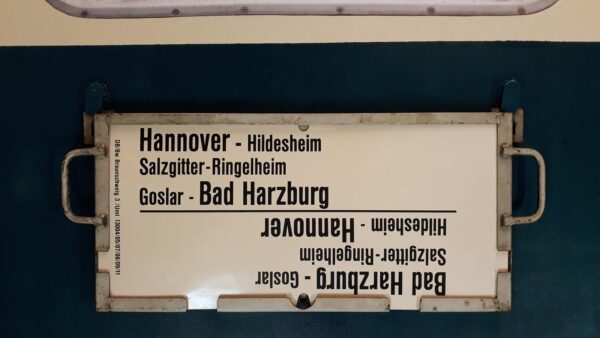 Hannover - Hildesheim
Salzgitter-Ringelheim
Goslar - Bad Harzburg
Bad Harzburg - Goslar
Salzgitter-Ringelheim
Hildesheim - Hannover